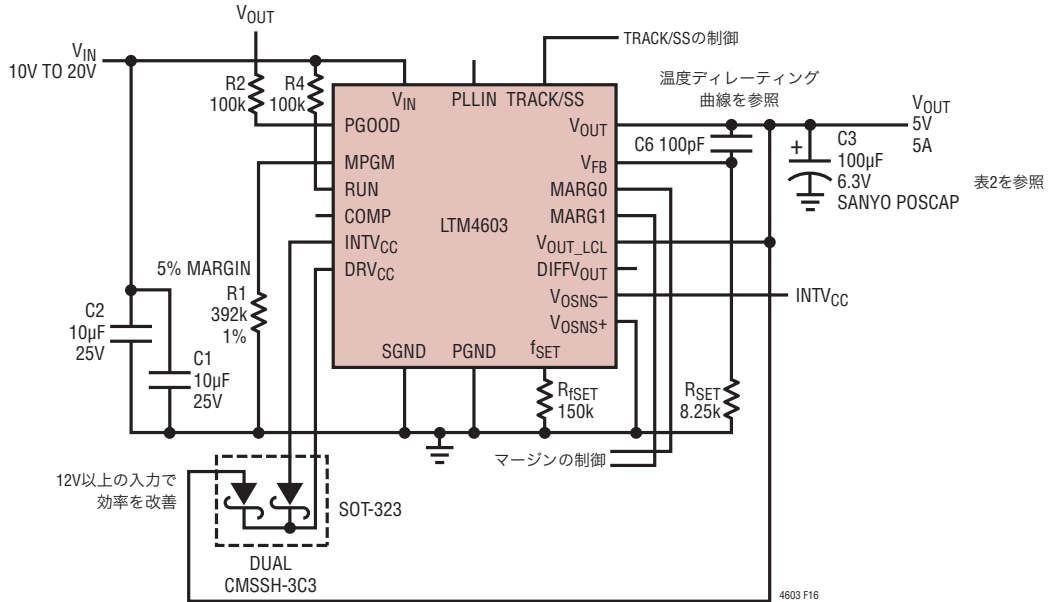 VOUT
TRACK/SSの制御
VIN
10V TO 20V
R2
100k
R4
100k
VIN
PLLIN
TRACK/SS
温度ディレーティング
曲線を参照
PGOOD
VOUT
VOUT
5V
5A
C6 100pF
+
C3
100µF
6.3V
SANYO POSCAP
表2を参照
MPGM
VFB
RUN
MARG0
COMP
LTM4603
MARG1
INTVCC
VOUT_LCL
DRVCC
DIFFVOUT
5% MARGIN
R1
392k
1%
VOSNS–
INTVCC
VOSNS+
C2
10µF
25V
C1
10µF
25V
SGND
PGND
fSET
RfSET
150k
RSET
8.25k
マージンの制御
12V以上の入力で
効率を改善
SOT-323
DUAL
CMSSH-3C3
4603 F16